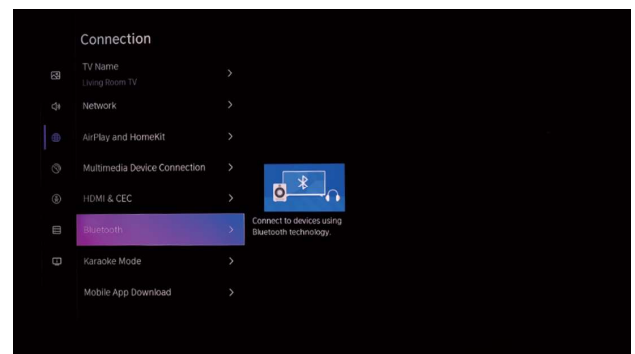 Connection
TV Name
Living Room TV
Network
AirPlay and HomeKit
Multimedia Device Connection
HDMI & CEC
Bluetooth
Connect to devices using
Bluetooth technology.
Karaoke Mode
Mobile App Download